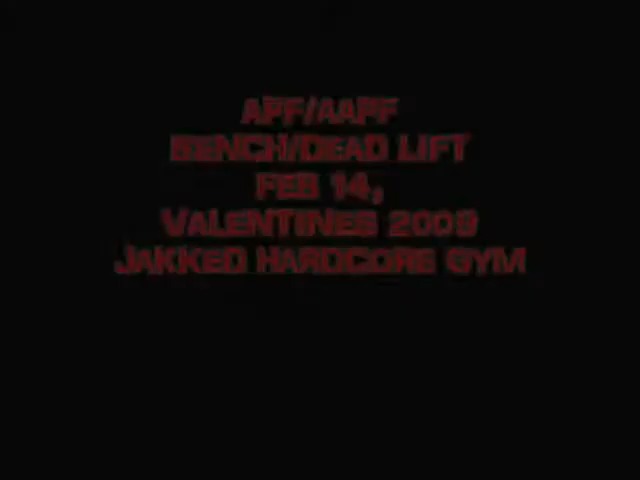 APF/AAPF
BENCH/DEAD LIFT
FEB 14,
VALENTINES 2009
JAKKED HARDCORE GYM